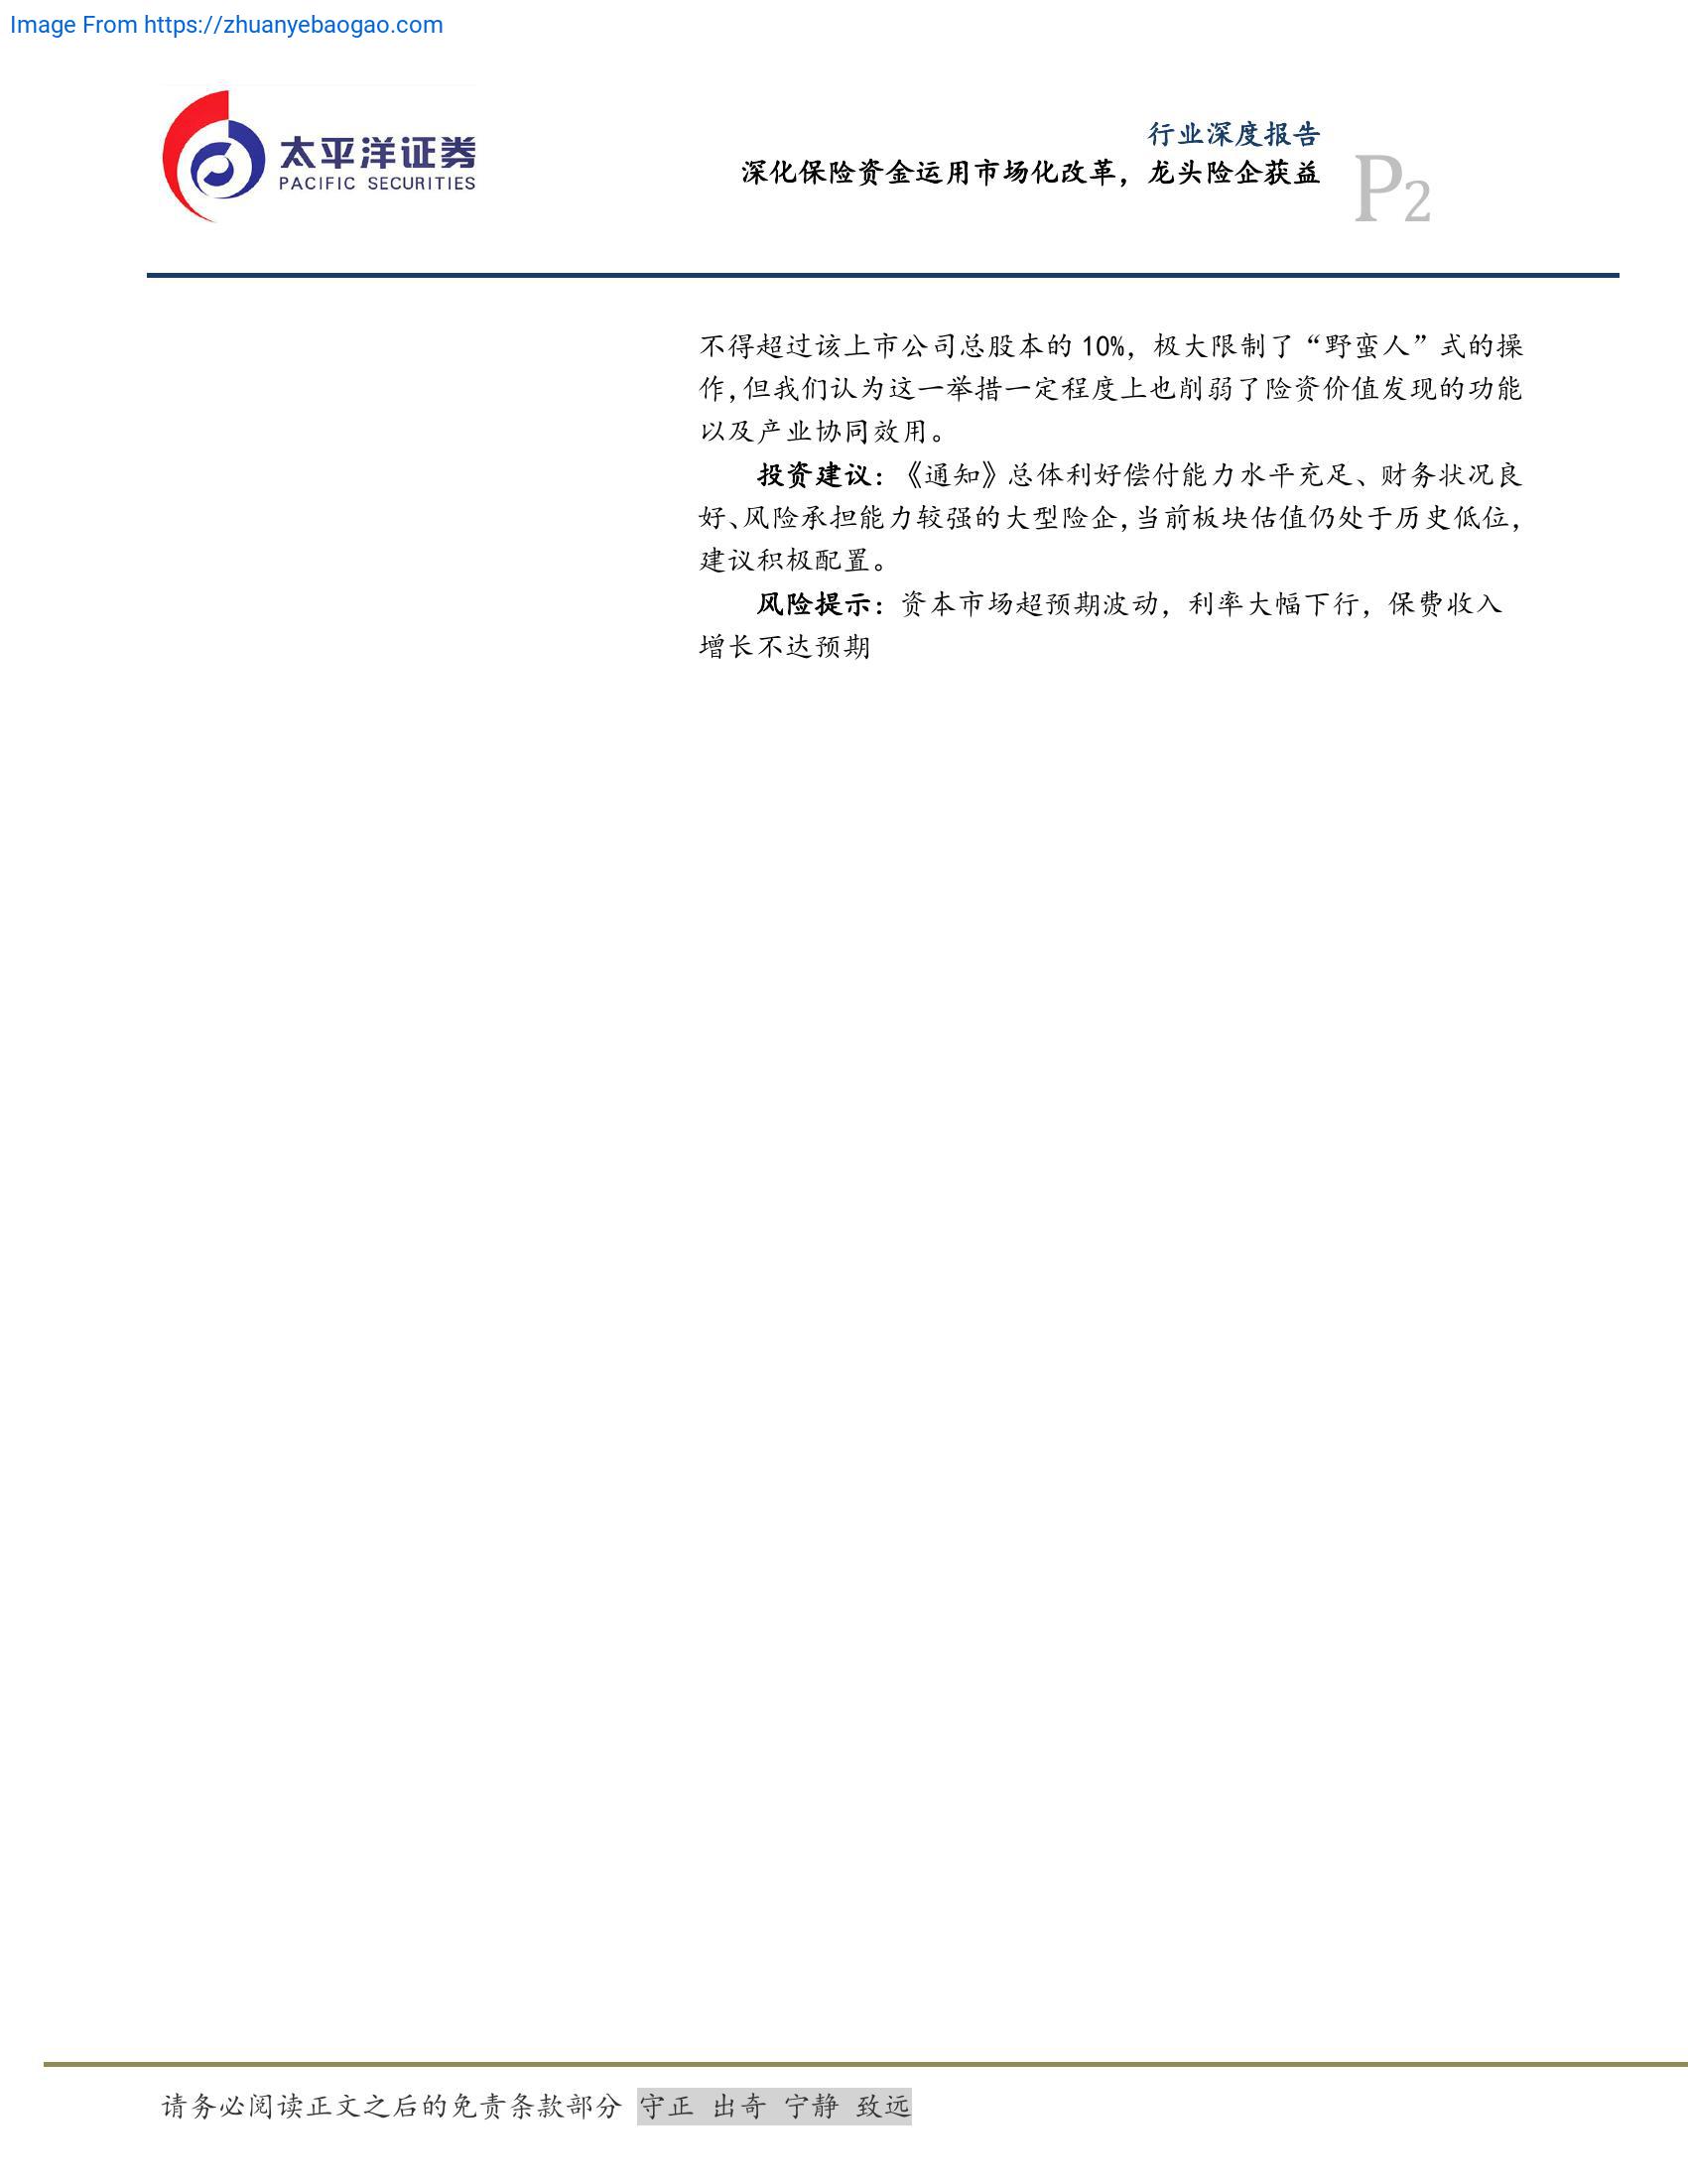 Image From https://zhuanyebaogao.com
太平洋证券
PACIFIC SECURITIES
行业深度报告
深化保险资金运用市场化改革，龙头险企获益
P2
不得超过该上市公司总股本的 10%，极大限制了“野蛮人”式的操
作，但我们认为这一举措一定程度上也削弱了险资价值发现的功能
以及产业协同效用。
投资建议：《通知》总体利好偿付能力水平充足、财务状况良
好、风险承担能力较强的大型险企，当前板块估值仍处于历史低位，
建议积极配置。
风险提示：资本市场超预期波动，利率大幅下行，保费收入
增长不达预期
请务必阅读正文之后的免责条款部分 守正 出奇 宁静 致远